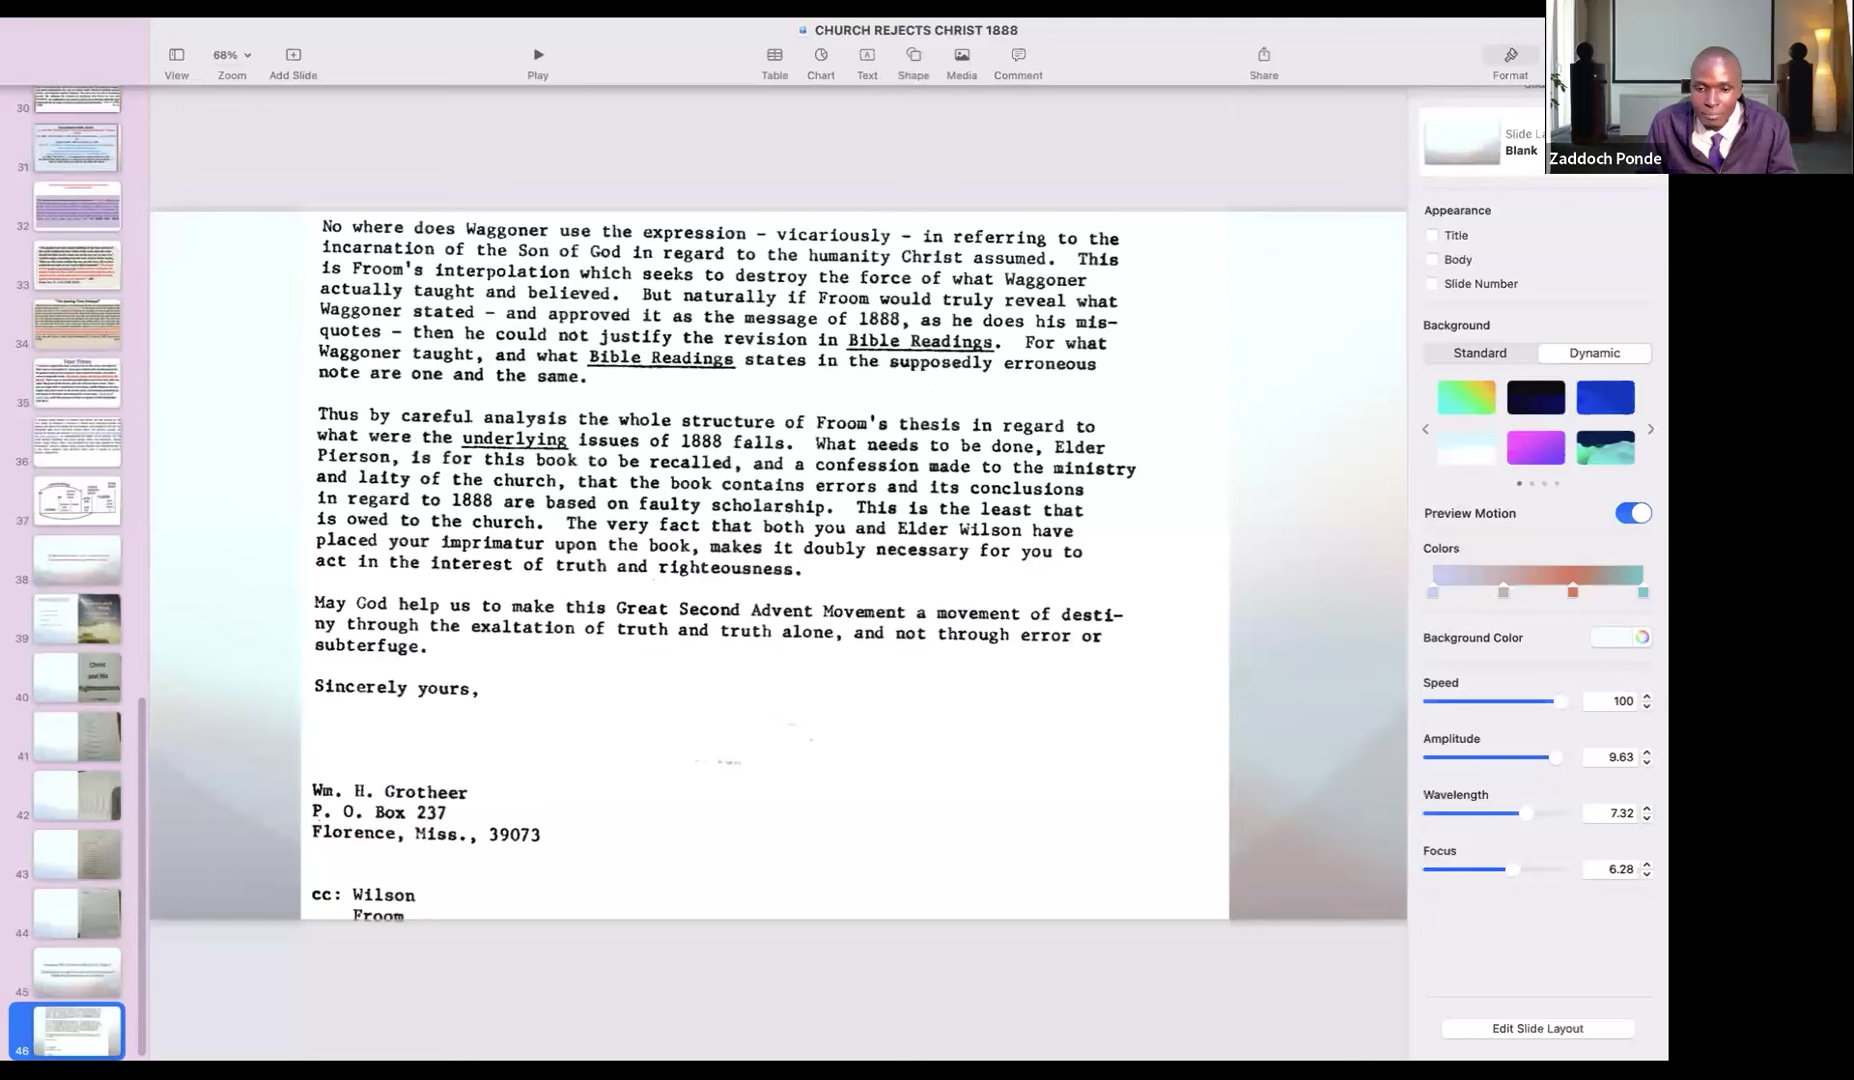 CHURCH REJECTS CHRIST 1888
View
68%
Zoom
Add Slide
Play
Table
Chart
Text
Shape
Media
Comment
Share
Format
Zaddoch Ponde
30
31
32
33
34
35
36
37
38
39
40
41
42
43
44
45
46
No where does Waggoner use the expression - vicariously - in referring to the
incarnation of the Son of God in regard to the humanity Christ assumed. This
is Froom's interpolation which seeks to destroy the force of what Waggoner
actually taught and believed. But naturally if Froom would truly reveal what
Waggoner stated - and approved it as the message of 1888, as he does his mis-
quotes - then he could not justify the revision in Bible Readings. For what
Waggoner taught, and what Bible Readings states in the supposedly erroneous
note are one and the same.
Thus by careful analysis the whole structure of Froom's thesis in regard to
what were the underlying issues of 1888 falls. What needs to be done, Elder
Pierson, is for this book to be recalled, and a confession made to the ministry
and laity of the church, that the book contains errors and its conclusions
in regard to 1888 are based on faulty scholarship. This is the least that
is owed to the church. The very fact that both you and Elder Wilson have
placed your imprimatur upon the book, makes it doubly necessary for you to
act in the interest of truth and righteousness.
May God help us to make this Great Second Advent Movement a movement of desti-
ny through the exaltation of truth and truth alone, and not through error or
subterfuge.
Sincerely yours,
Wm. H. Grotheer
P. O. Box 237
Florence, Miss., 39073
cc: Wilson
Froom
Slide
Blank
Appearance
Title
Body
Slide Number
Background
Standard
Dynamic
Preview Motion
Colors
Background Color
Speed
100
Amplitude
9.63
Wavelength
7.32
Focus
6.28
Edit Slide Layout